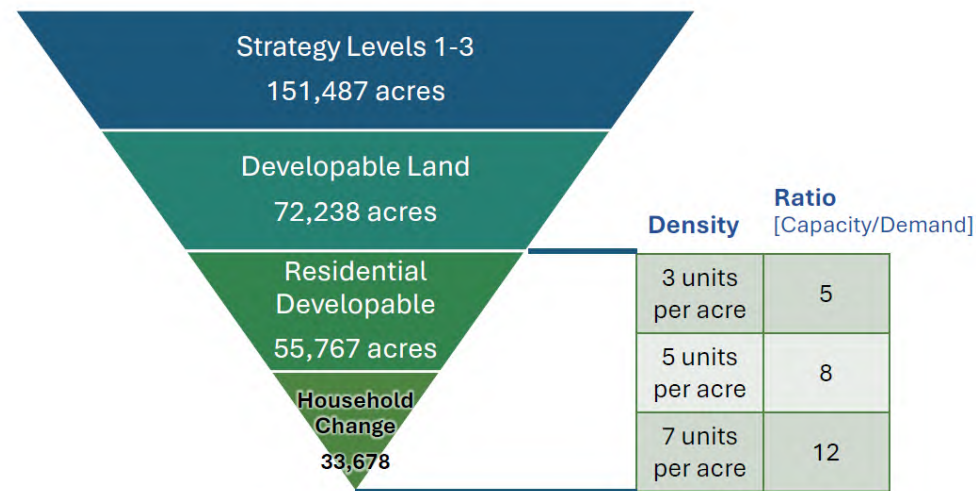 Strategy Levels 1-3
151,487 acres
Developable Land
72,238 acres
Residential
Developable
55,767 acres
Household
Change
33,678
Density
Ratio
[Capacity/Demand]
3 units
per acre
5
5 units
per acre
8
7 units
per acre
12